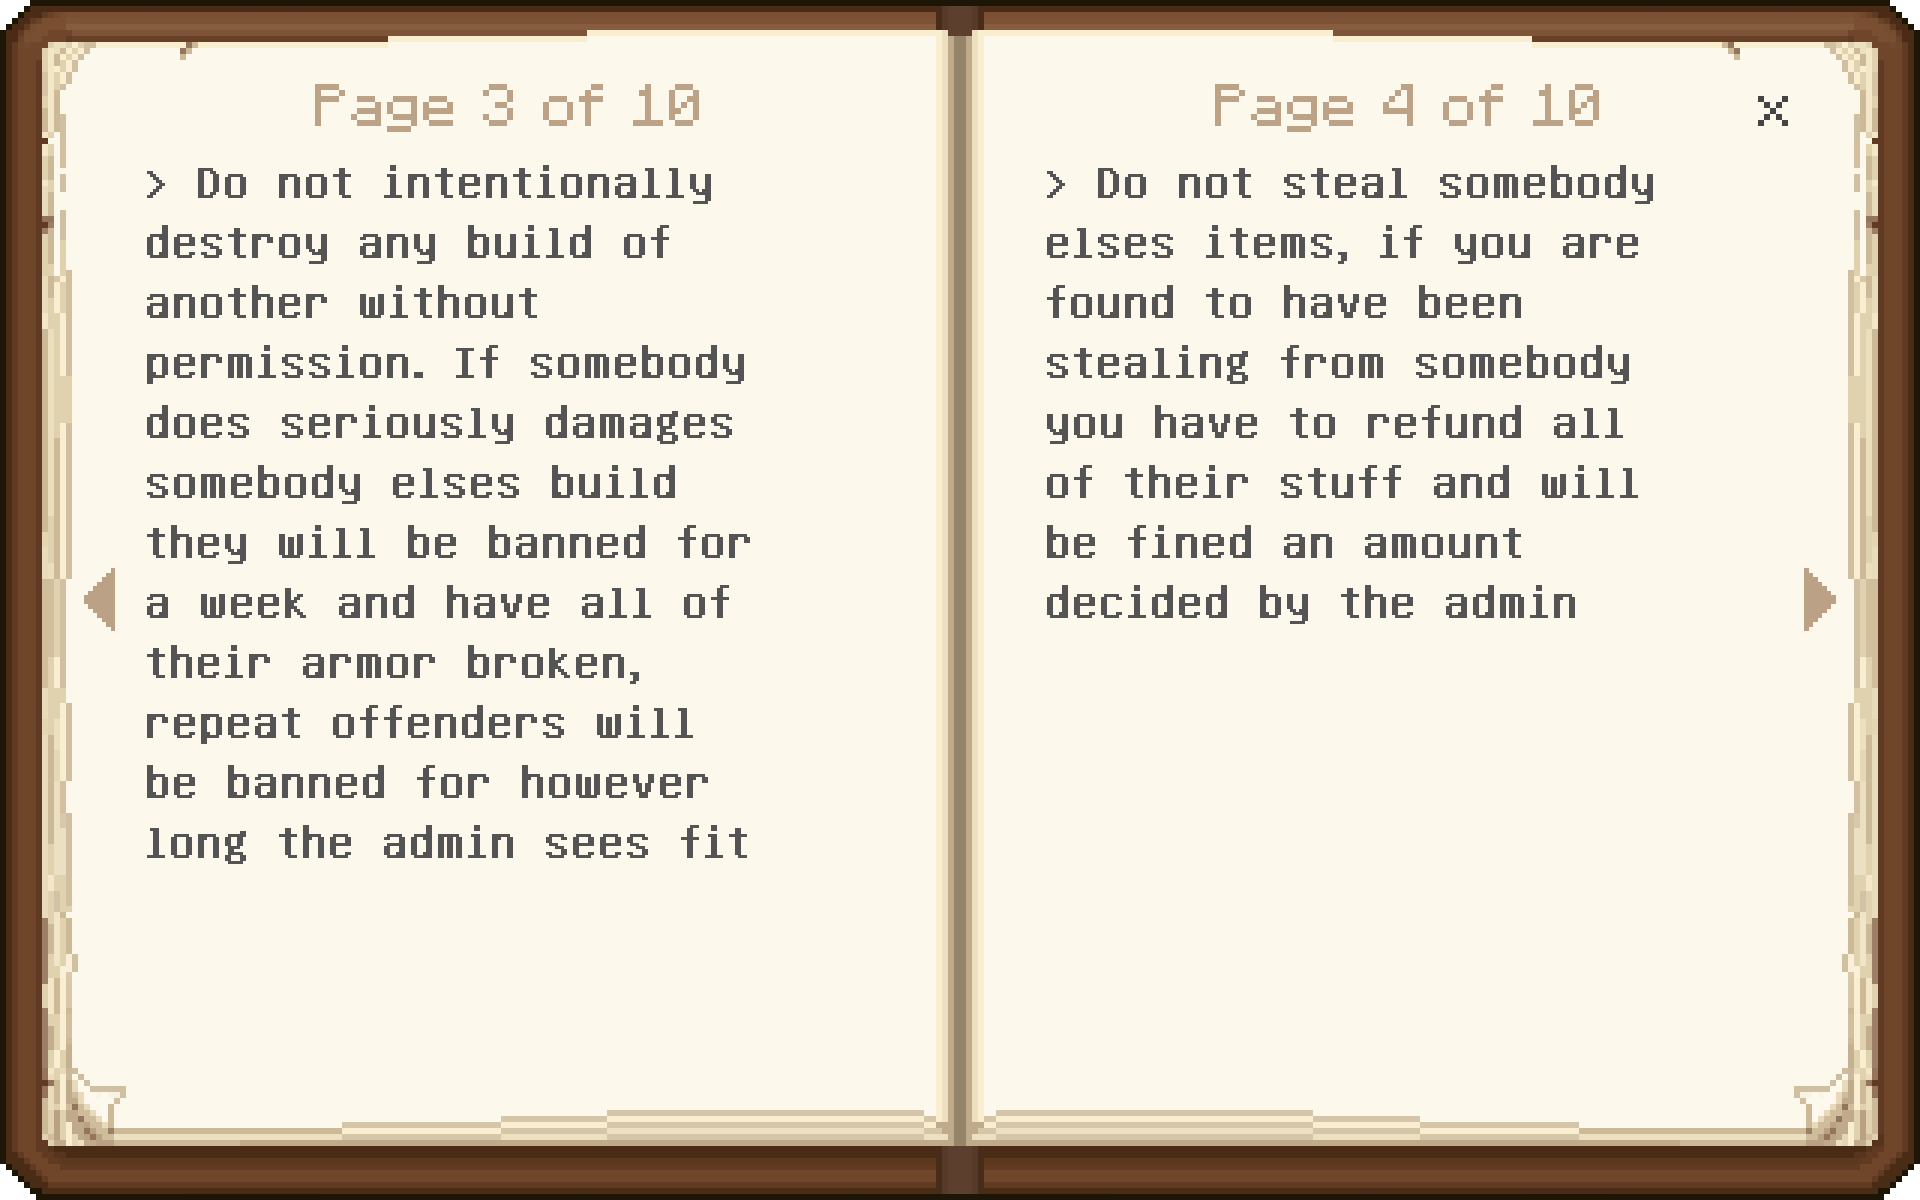 Page 3 of 10
> Do not intentionally
destroy any build of
another without
permission. If somebody
does seriously damages
somebody elses build
they will be banned for
a week and have all of
their armor broken,
repeat offenders will
be banned for however
long the admin sees fit
Page 4 of 10
> Do not steal somebody
elses items, if you are
found to have been
stealing from somebody
you have to refund all
of their stuff and will
be fined an amount
decided by the admin